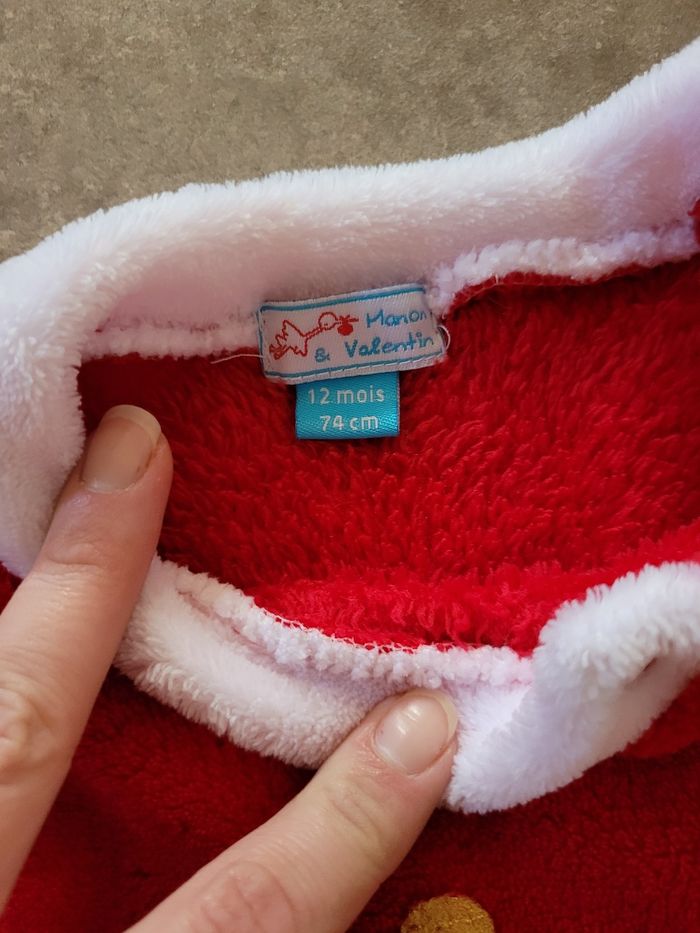 Manon
& Valentin
12 mois
74 cm